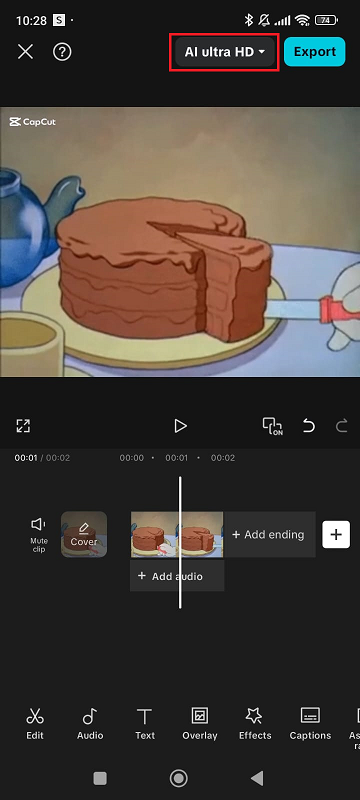 10:28 S
74
AI ultra HD
Export
CapCut
ON
00:01 / 00:02
00:00
00:01
00:02
Mute
clip
Cover
+ Add ending
+
+ Add audio
Edit
Audio
Text
Overlay
Effects
Captions
As
ra